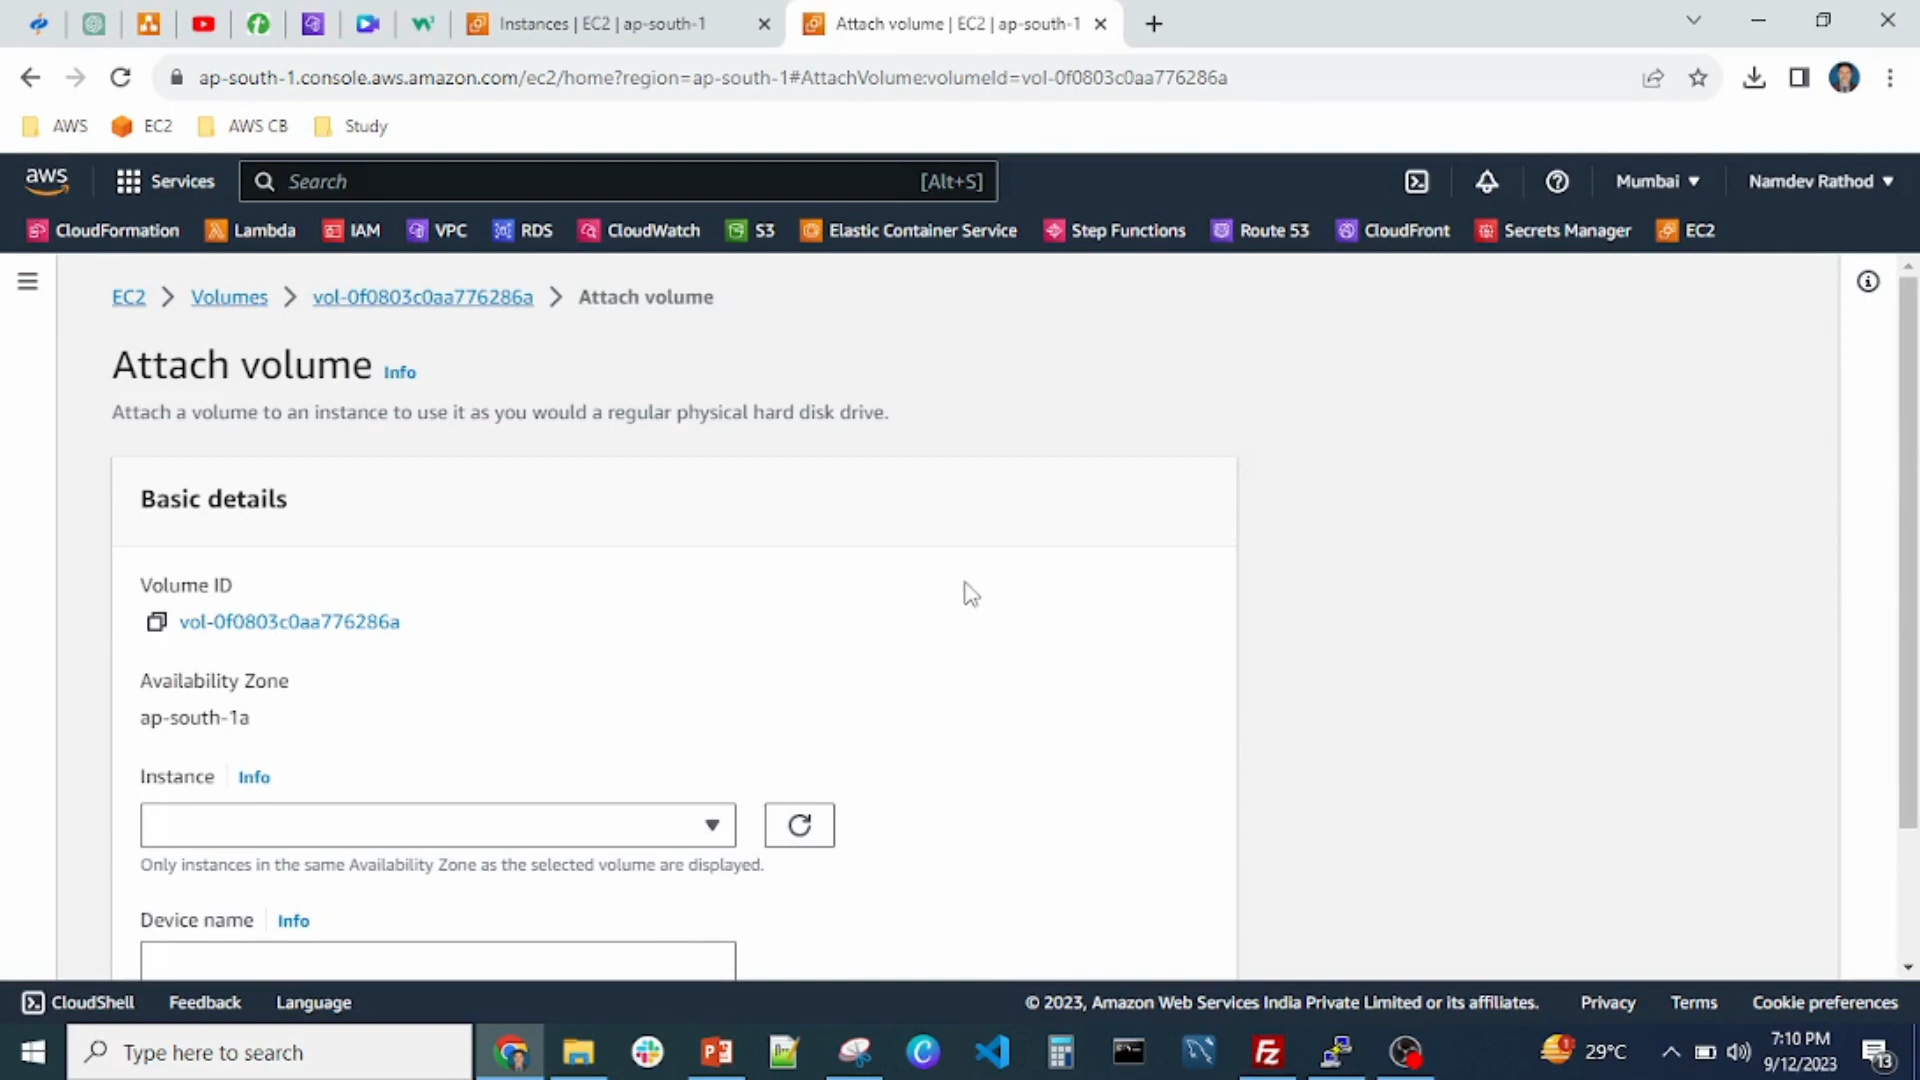 Instances | EC2 | ap-south-1
Attach volume | EC2 | ap-south-1
ap-south-1.console.aws.amazon.com/ec2/home?region=ap-south-1#AttachVolume:volumeId=vol-0f0803c0aa776286a
AWS EC2 AWS CB Study
aws Services Search [Alt+S] Mumbai Namdev Rathod
CloudFormation Lambda IAM VPC RDS CloudWatch S3 Elastic Container Service Step Functions Route 53 CloudFront Secrets Manager EC2
EC2 > Volumes > vol-0f0803c0aa776286a > Attach volume
Attach volume Info
Attach a volume to an instance to use it as you would a regular physical hard disk drive.
Basic details
Volume ID
vol-0f0803c0aa776286a
Availability Zone
ap-south-1a
Instance Info
Only instances in the same Availability Zone as the selected volume are displayed.
Device name Info
CloudShell Feedback Language © 2023, Amazon Web Services India Private Limited or its affiliates. Privacy Terms Cookie preferences
Type here to search 29°C 7:10 PM
9/12/2023 13